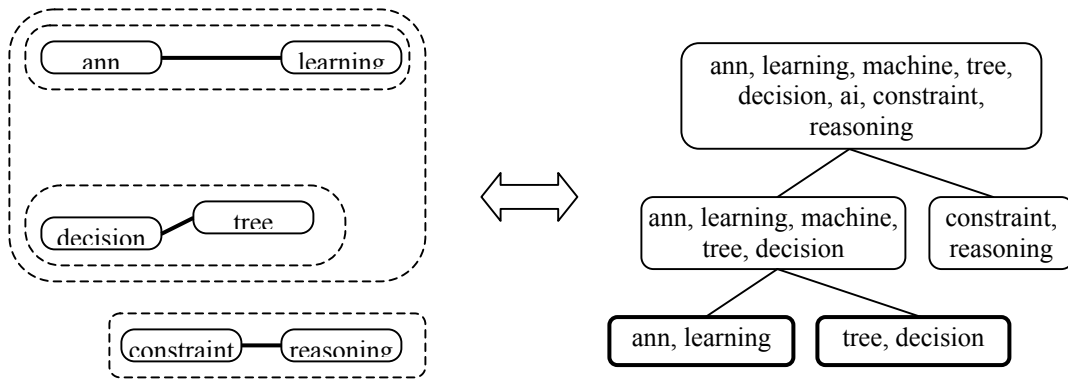 ann
learning
decision
tree
constraint
reasoning
ann, learning, machine, tree,
decision, ai, constraint,
reasoning
ann, learning, machine,
tree, decision
constraint,
reasoning
ann, learning
tree, decision